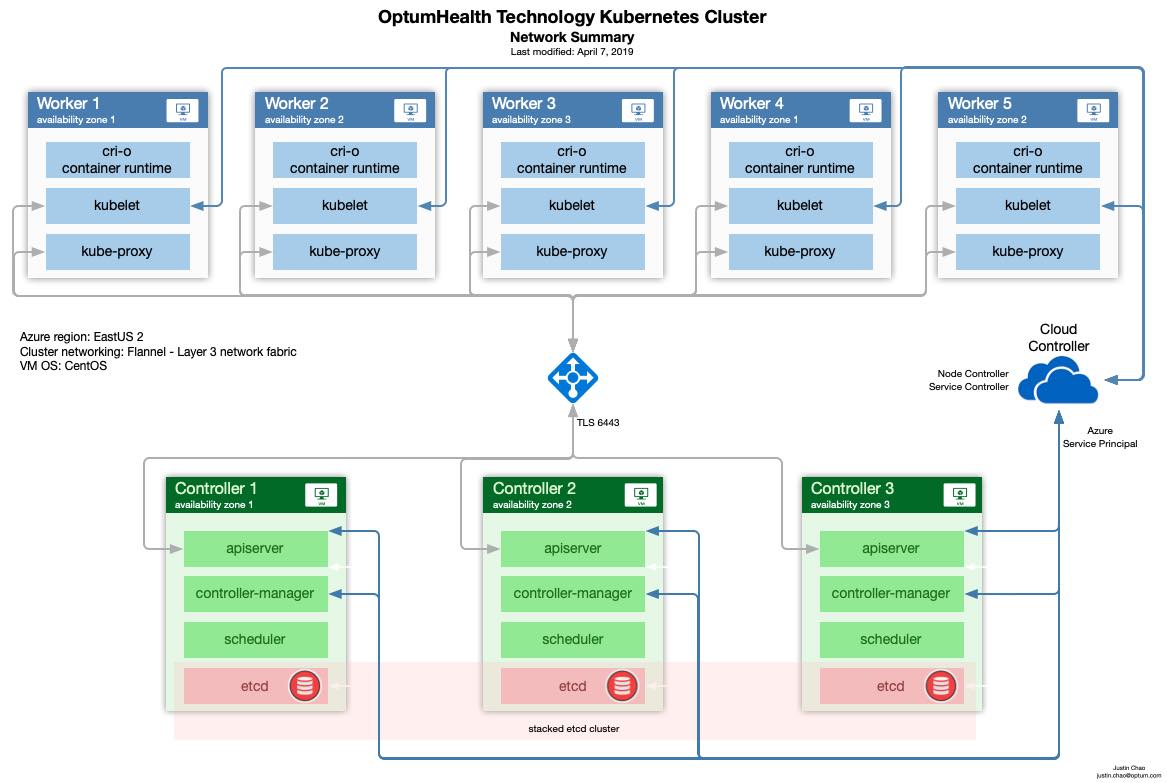 OptumHealth Technology Kubernetes Cluster
Network Summary
Last modified: April 7, 2019
Worker 1
availability zone 1
VM
cri-o
container runtime
kubelet
kube-proxy
Worker 2
availability zone 2
VM
cri-o
container runtime
kubelet
kube-proxy
Worker 3
availability zone 3
VM
cri-o
container runtime
kubelet
kube-proxy
Worker 4
availability zone 1
VM
cri-o
container runtime
kubelet
kube-proxy
Worker 5
availability zone 2
VM
cri-o
container runtime
kubelet
kube-proxy
Azure region: EastUS 2
Cluster networking: Flannel - Layer 3 network fabric
VM OS: CentOS
Cloud
Controller
Node Controller
Service Controller
TLS 6443
Azure
Service Principal
Controller 1
availability zone 1
VM
apiserver
controller-manager
scheduler
etcd
Controller 2
availability zone 2
VM
apiserver
controller-manager
scheduler
etcd
Controller 3
availability zone 3
VM
apiserver
controller-manager
scheduler
etcd
stacked etcd cluster
Justin Chao
justin.chao@optum.com